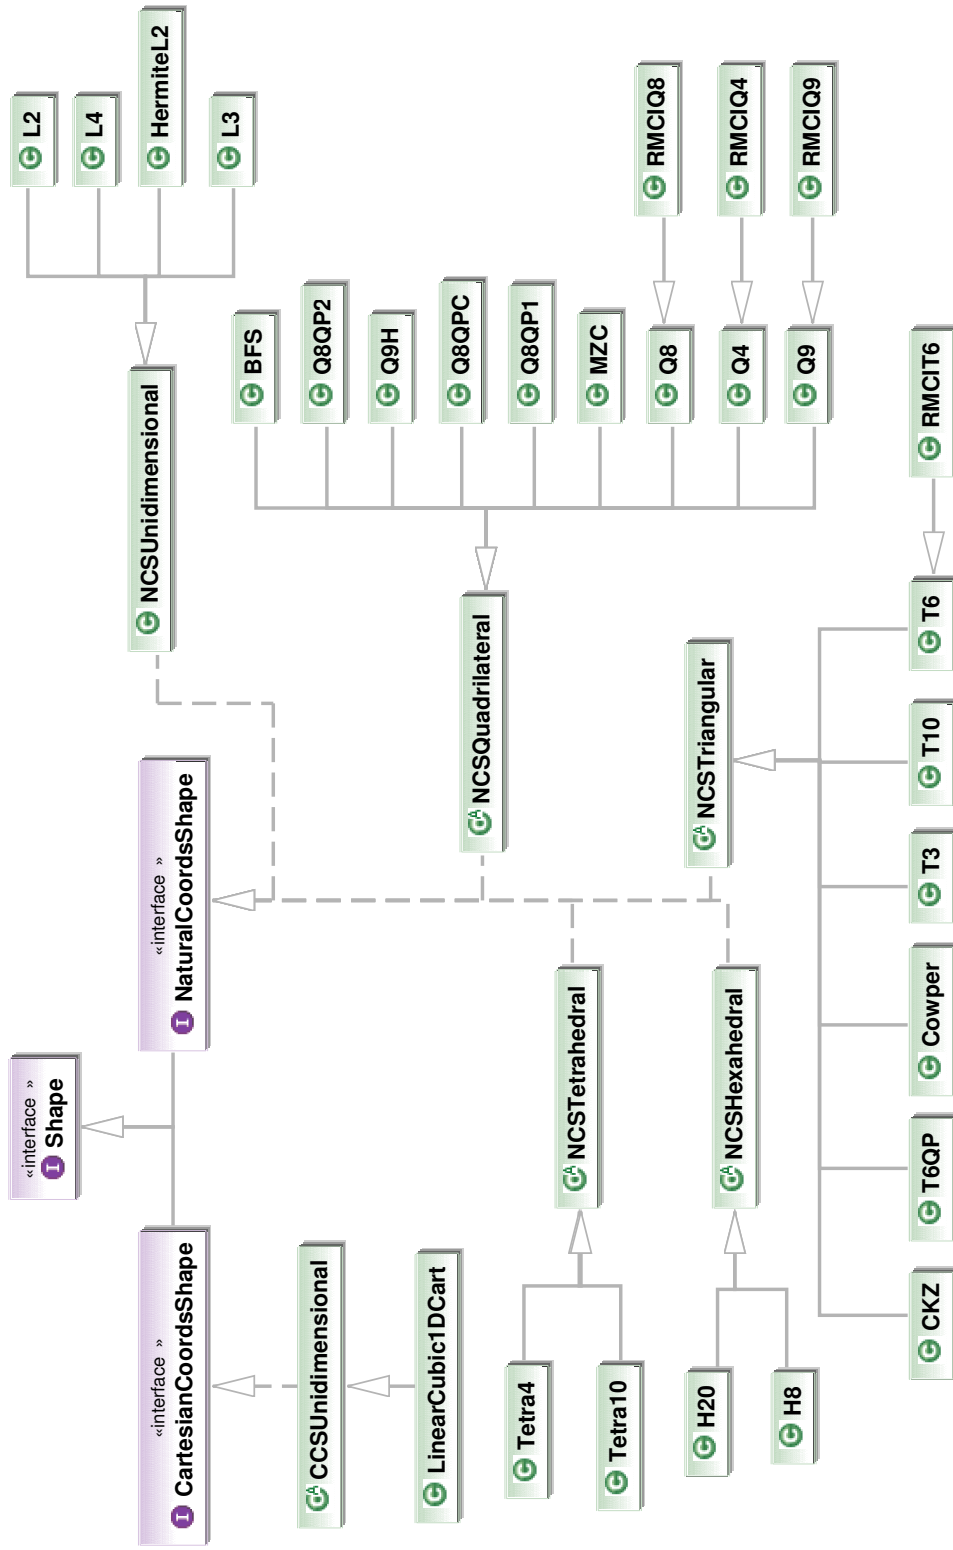 «interface »
Shape
«interface »
CartesianCoordsShape
«interface »
NaturalCoordsShape
NCSUnidimensional
L2
L4
HermiteL2
L3
CCSUnidimensional
LinearCubic1DCart
NCSQuadrilateral
BFS
Q8QP2
Q9H
Q8QPC
Q8QP1
MZC
Q8
Q4
Q9
RMCIQ8
RMCIQ4
RMCIQ9
NCSTetrahedral
Tetra4
Tetra10
NCSHexahedral
H20
H8
NCSTriangular
CKZ
T6QP
Cowper
T3
T10
T6
RMCIT6